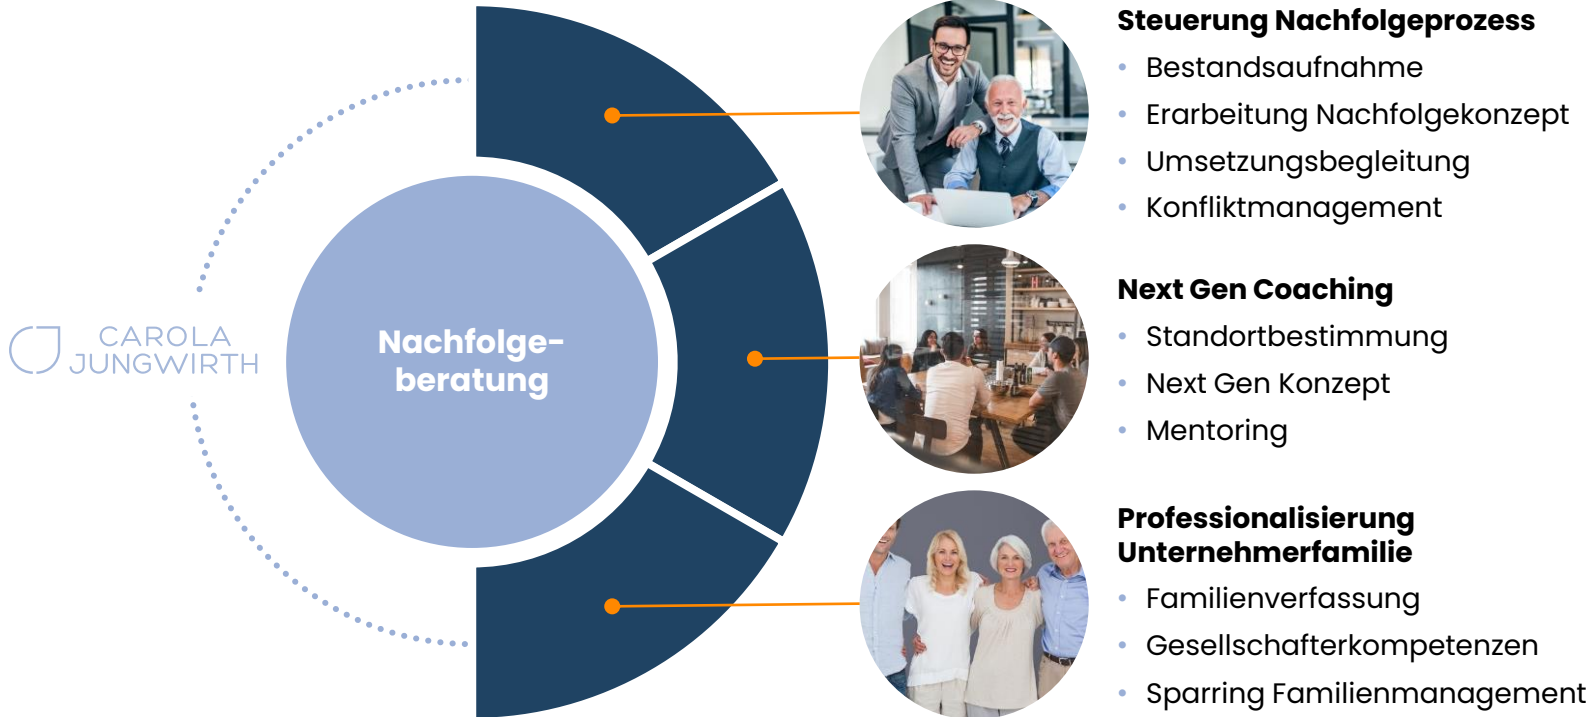 CAROLA
JUNGWIRTH
Nachfolge-
beratung
Steuerung Nachfolgeprozess
• Bestandsaufnahme
• Erarbeitung Nachfolgekonzept
• Umsetzungsbegleitung
• Konfliktmanagement
Next Gen Coaching
• Standortbestimmung
• Next Gen Konzept
• Mentoring
Professionalisierung
Unternehmerfamilie
• Familienverfassung
• Gesellschafterkompetenzen
• Sparring Familienmanagement